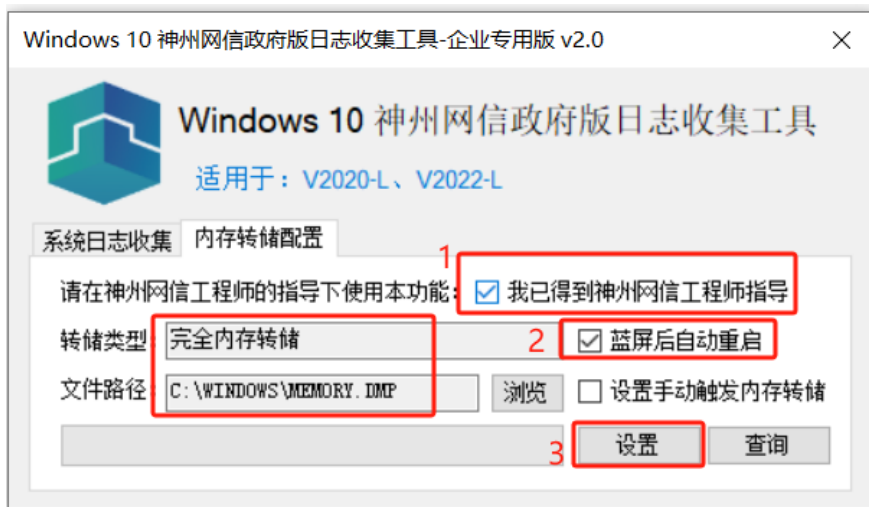 Windows 10 神州网信政府版日志收集工具-企业专用版 v2.0
Windows 10 神州网信政府版日志收集工具
适用于：V2020-L、V2022-L
系统日志收集 内存转储配置
1
请在神州网信工程师的指导下使用本功能： 我已得到神州网信工程师指导
转储类型： 完全内存转储 2 蓝屏后自动重启
文件路径： C:\WINDOWS\MEMORY.DMP 浏览 设置手动触发内存转储
3 设置 查询